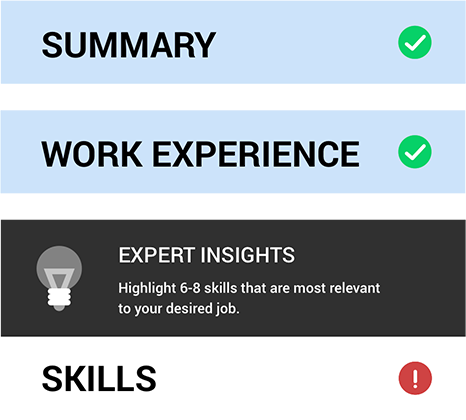 SUMMARY
WORK EXPERIENCE
EXPERT INSIGHTS
Highlight 6-8 skills that are most relevant
to your desired job.
SKILLS